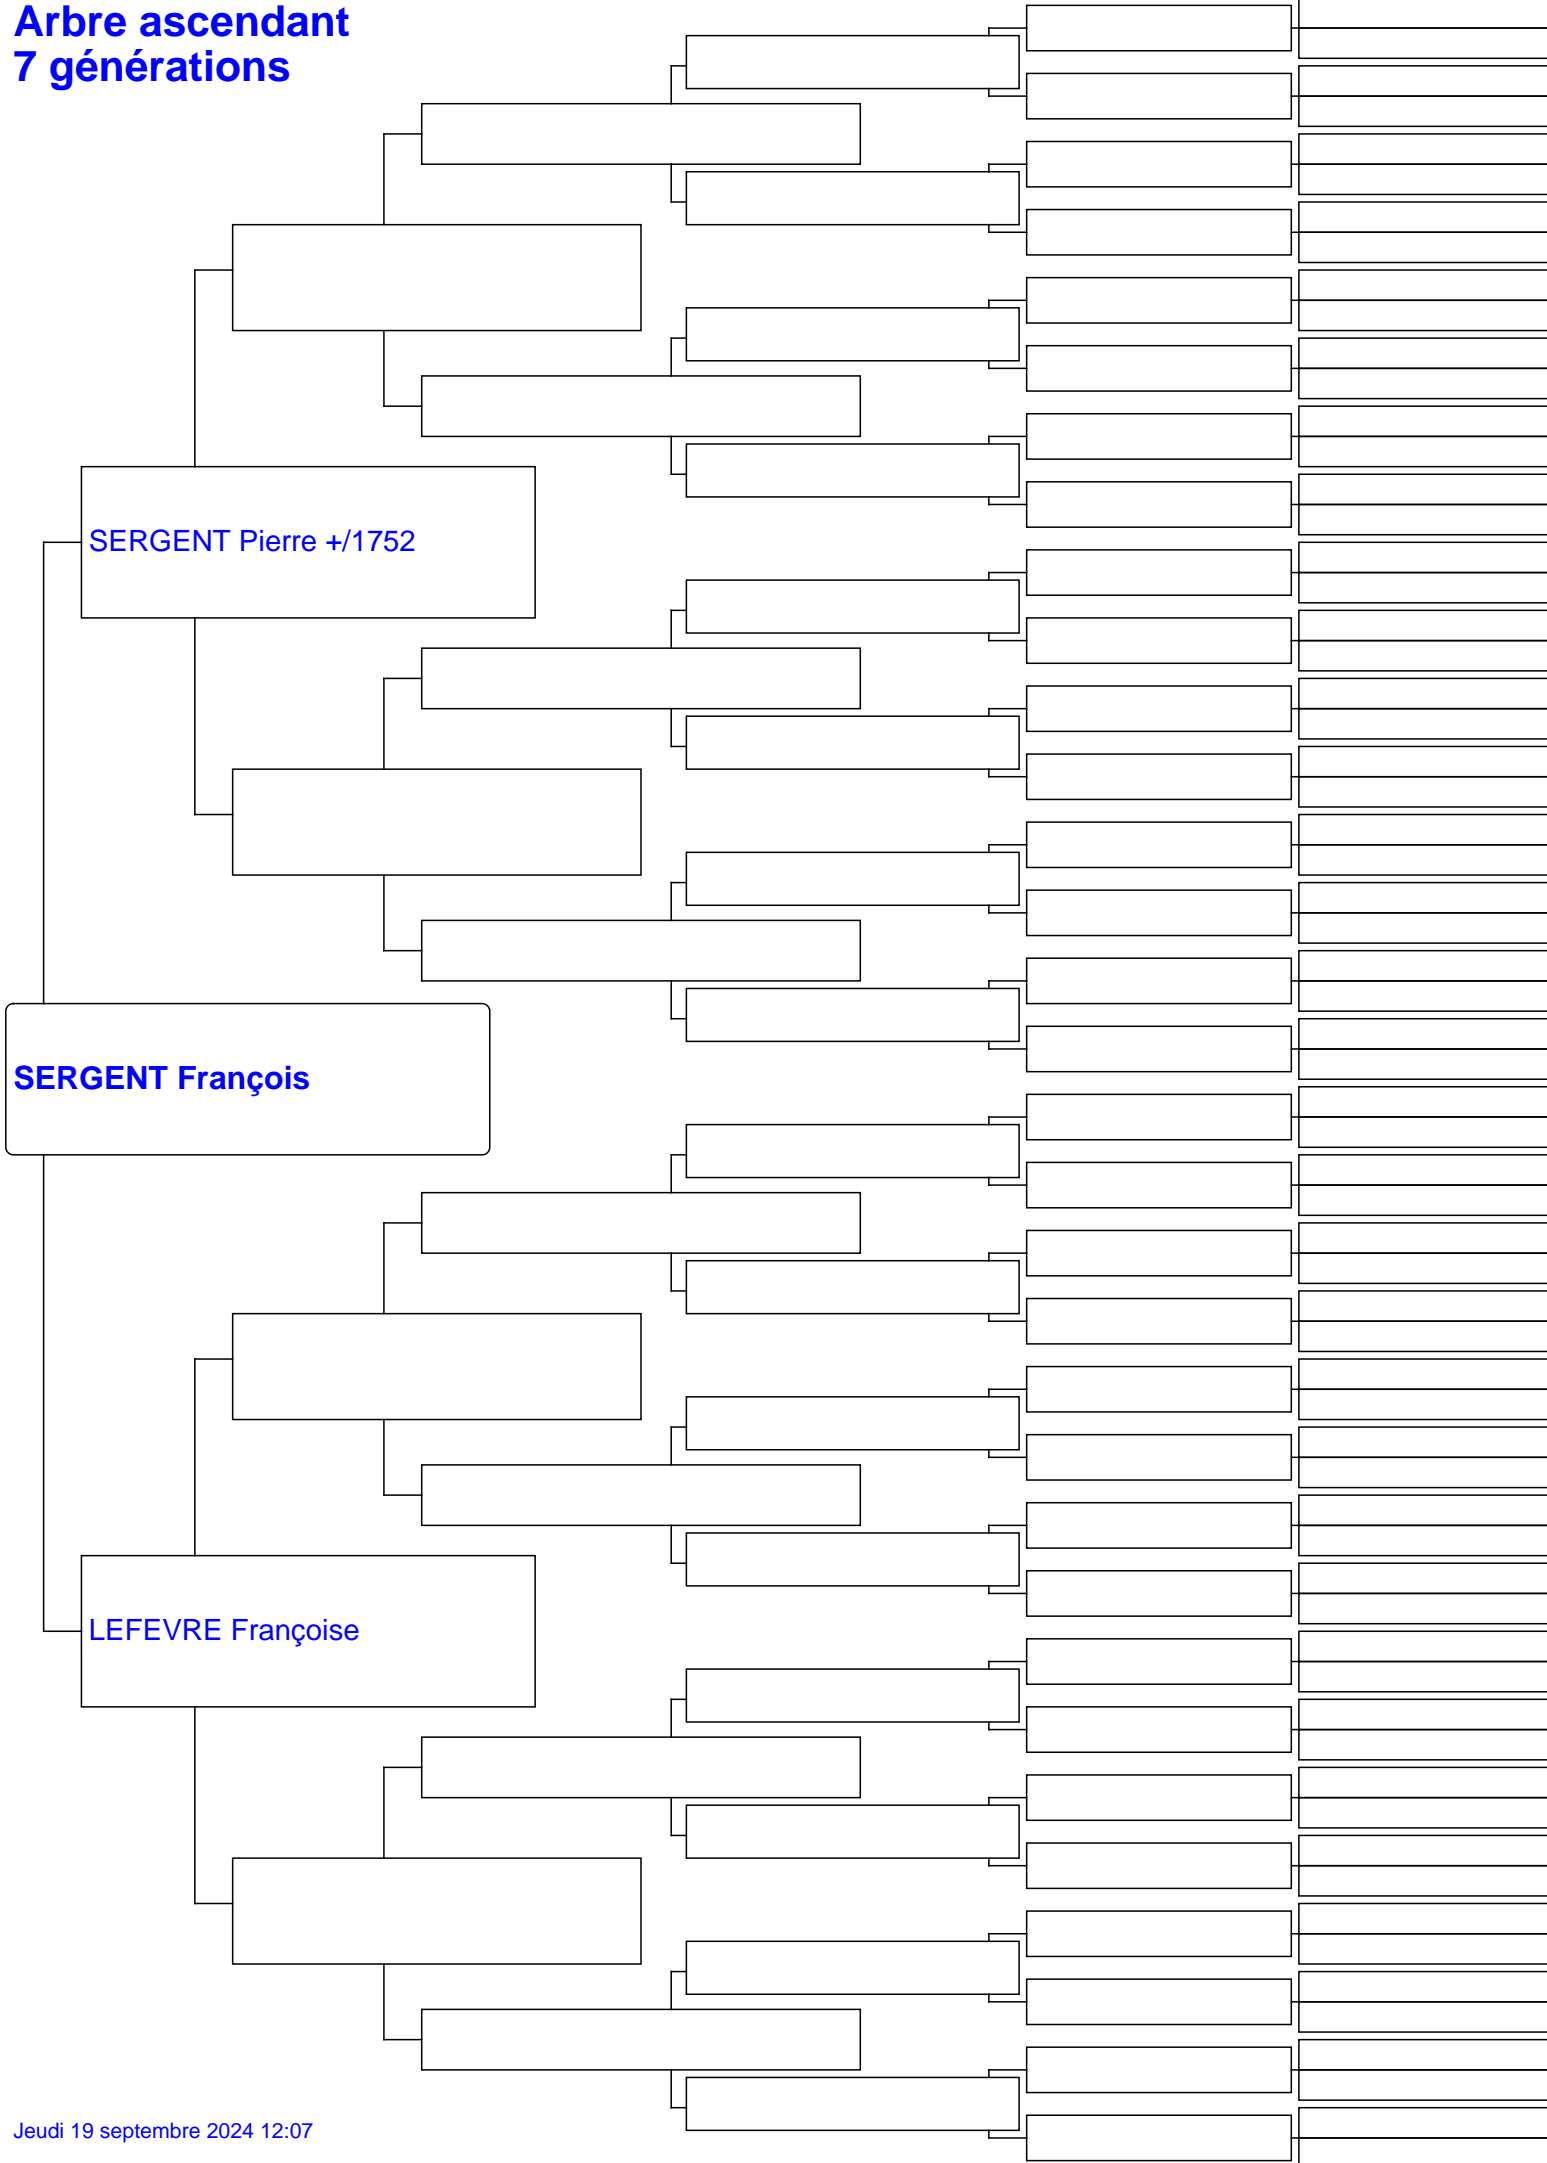 Arbre ascendant
7 générations
SERGENT Pierre +/1752
SERGENT François
LEFEVRE Françoise
Jeudi 19 septembre 2024 12:07